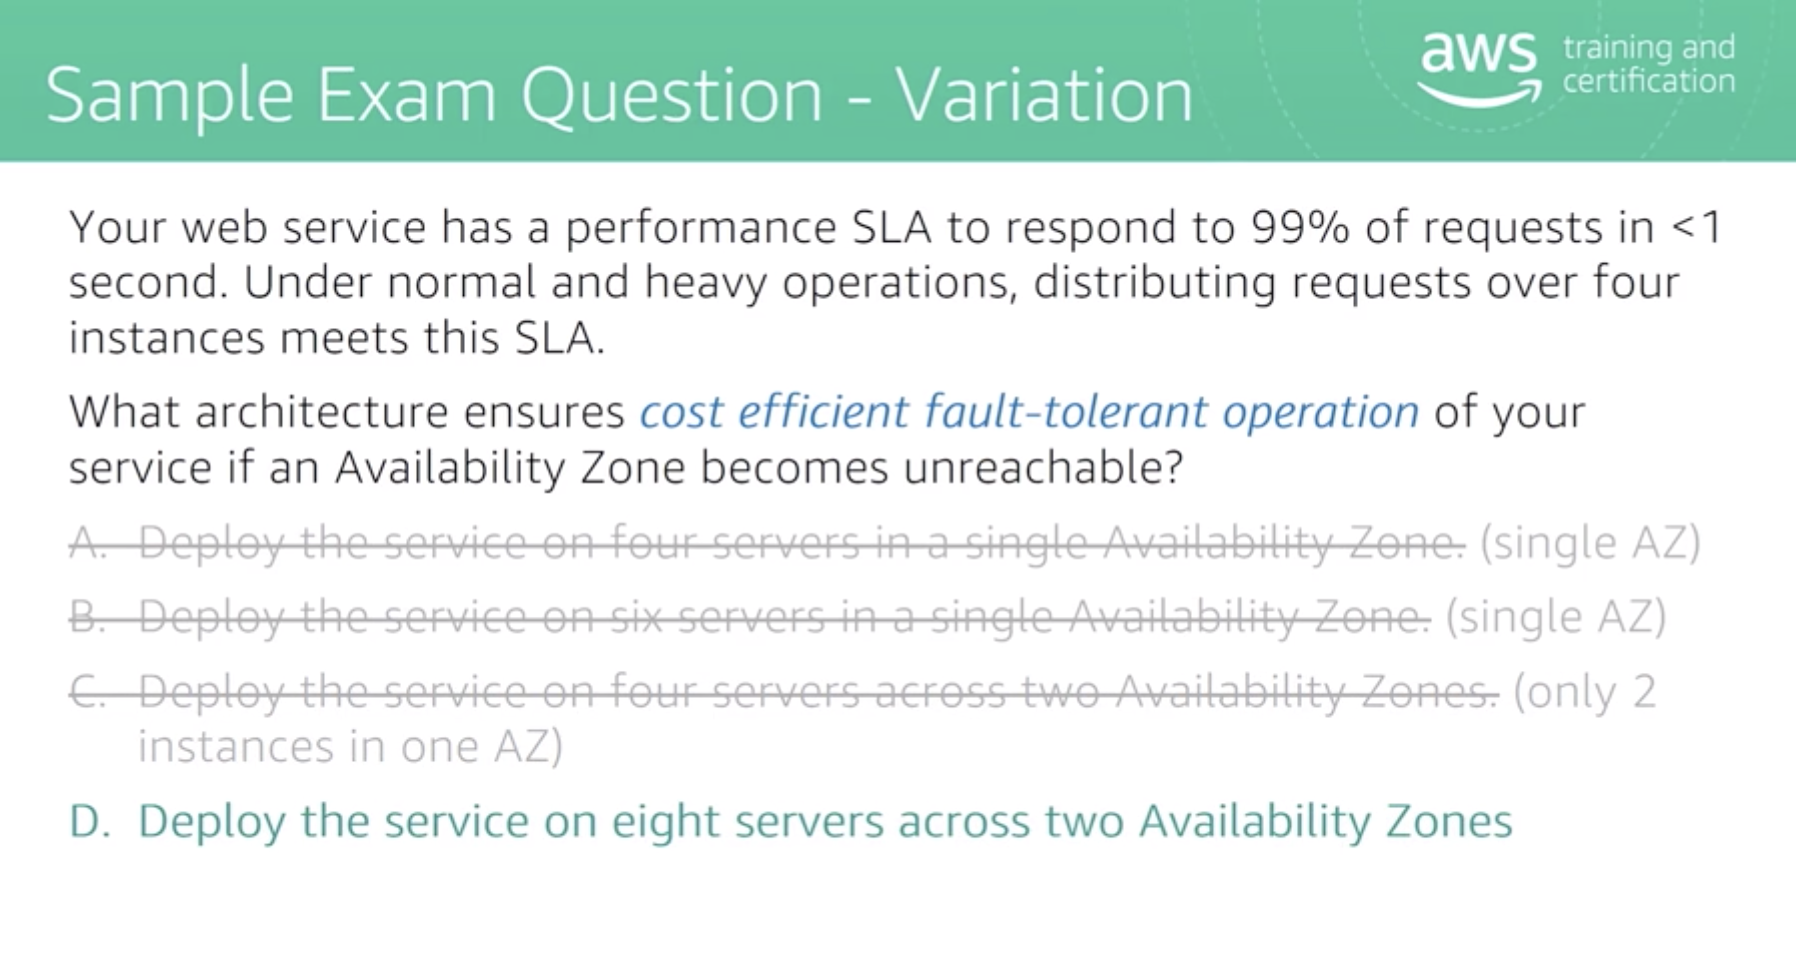 Sample Exam Question - Variation
aws training and
certification
Your web service has a performance SLA to respond to 99% of requests in <1
second. Under normal and heavy operations, distributing requests over four
instances meets this SLA.
What architecture ensures cost efficient fault-tolerant operation of your
service if an Availability Zone becomes unreachable?
A. Deploy the service on four servers in a single Availability Zone. (single AZ)
B. Deploy the service on six servers in a single Availability Zone. (single AZ)
C. Deploy the service on four servers across two Availability Zones. (only 2
instances in one AZ)
D. Deploy the service on eight servers across two Availability Zones